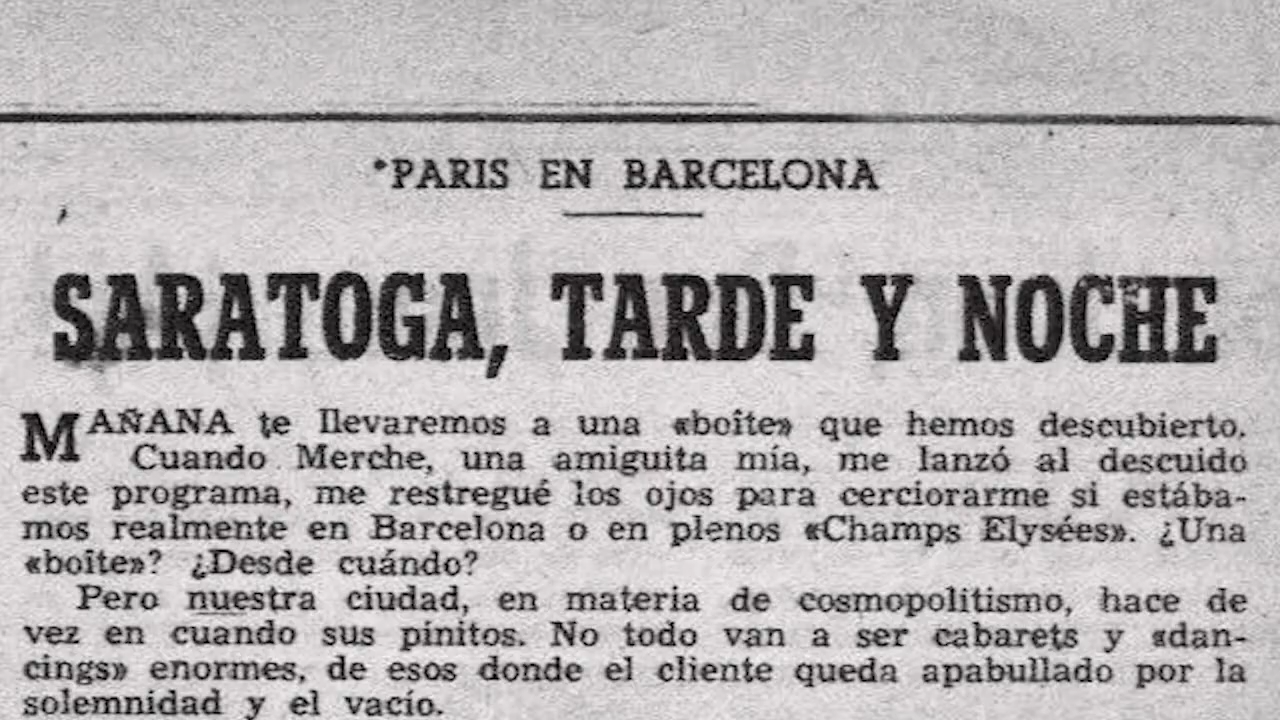 "PARIS EN BARCELONA
SARATOGA, TARDE Y NOCHE
MAÑANA te llevaremos a una «boîte» que hemos descubierto.
Cuando Merche, una amiguita mía, me lanzó al descuido
este programa, me restregué los ojos para cerciorarme si estába-
mos realmente en Barcelona o en plenos «Champs Elysées». ¿Una
«boîte»? ¿Desde cuándo?
Pero nuestra ciudad, en materia de cosmopolitismo, hace de
vez en cuando sus pinitos. No todo van a ser cabarets y «dan-
cings» enormes, de esos donde el cliente queda apabullado por la
solemnidad y el vacío.